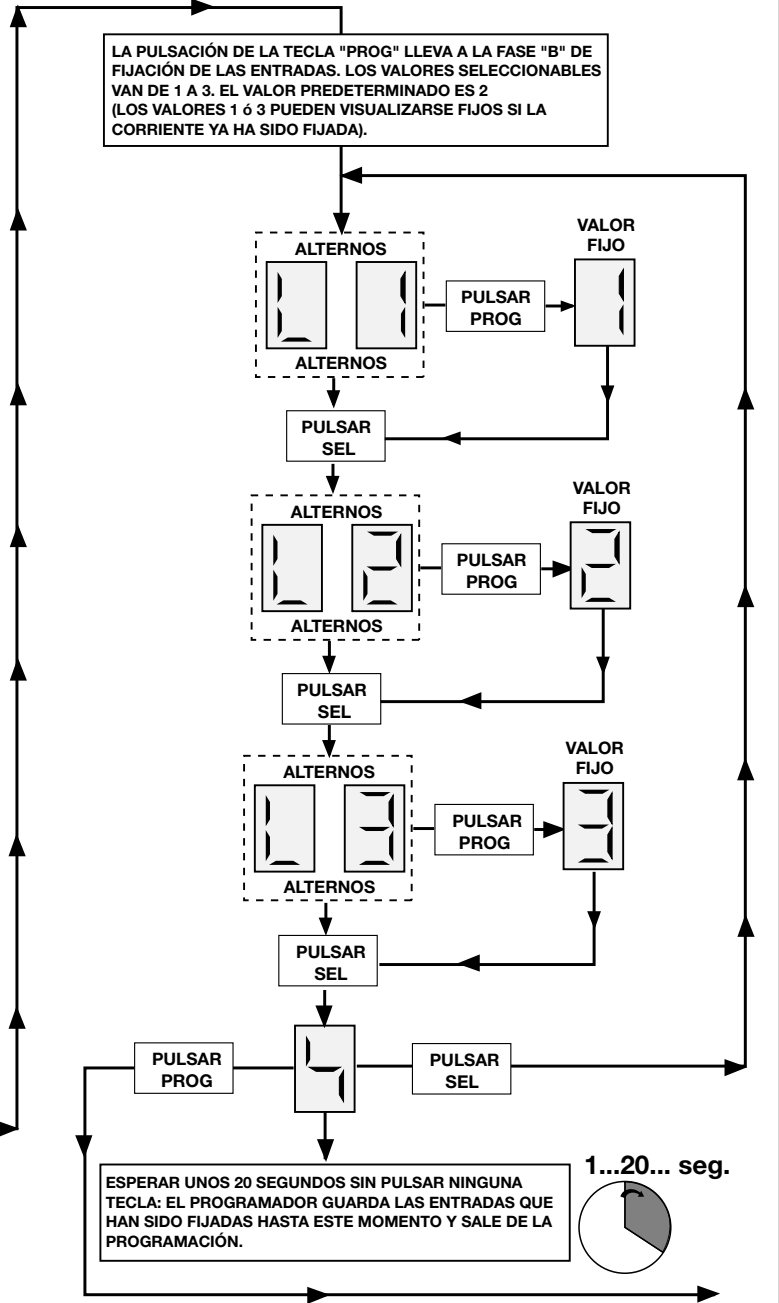 LA PULSACIÓN DE LA TECLA "PROG" LLEVA A LA FASE "B" DE
FIJACIÓN DE LAS ENTRADAS. LOS VALORES SELECCIONABLES
VAN DE 1 A 3. EL VALOR PREDETERMINADO ES 2
(LOS VALORES 1 ó 3 PUEDEN VISUALIZARSE FIJOS SI LA
CORRIENTE YA HA SIDO FIJADA).
ALTERNOS
L 1
ALTERNOS
PULSAR
PROG
VALOR
FIJO
1
PULSAR
SEL
ALTERNOS
L 2
ALTERNOS
PULSAR
PROG
VALOR
FIJO
2
PULSAR
SEL
ALTERNOS
L 3
ALTERNOS
PULSAR
PROG
VALOR
FIJO
3
PULSAR
SEL
PULSAR
PROG
4
PULSAR
SEL
ESPERAR UNOS 20 SEGUNDOS SIN PULSAR NINGUNA
TECLA: EL PROGRAMADOR GUARDA LAS ENTRADAS QUE
HAN SIDO FIJADAS HASTA ESTE MOMENTO Y SALE DE LA
PROGRAMACIÓN.
1...20... seg.